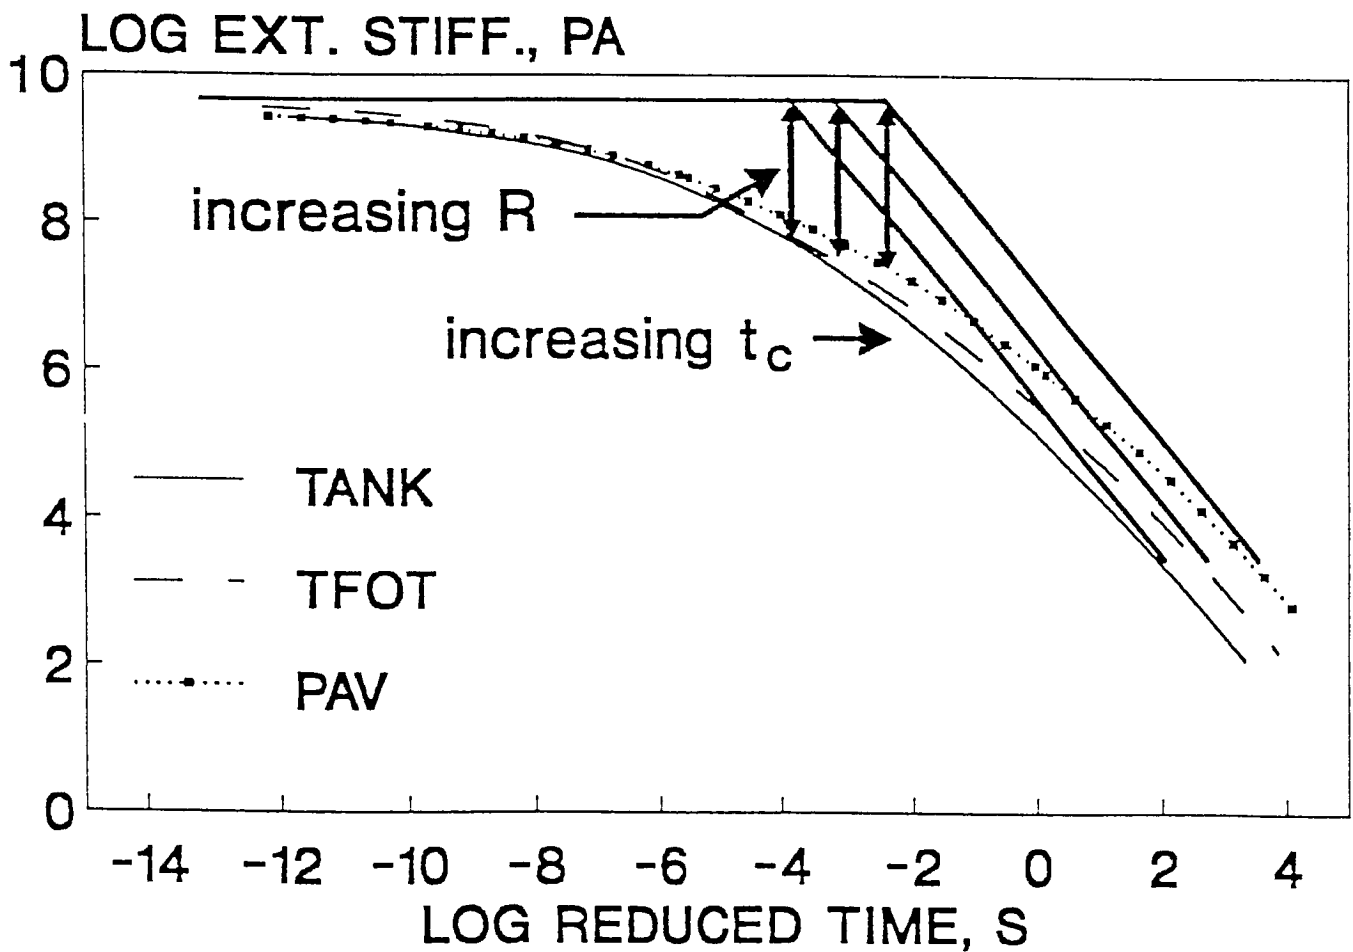 LOG EXT. STIFF., PA
10
8
6
4
2
0
increasing R
increasing tc
TANK
TFOT
PAV
-14 -12 -10 -8 -6 -4 -2 0 2 4
LOG REDUCED TIME, S